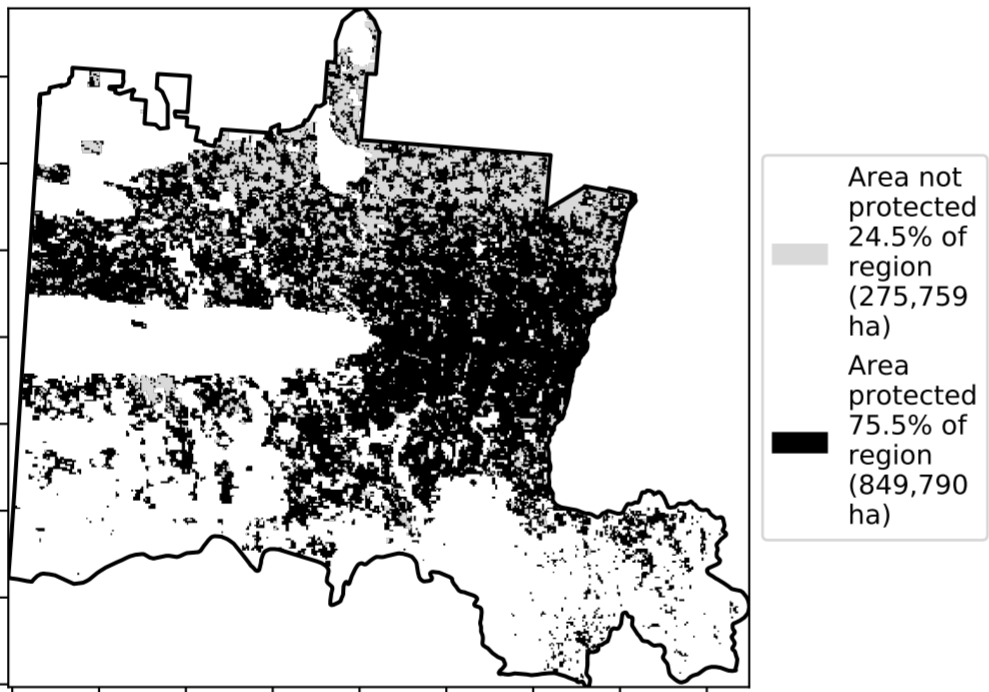 Area not
protected
24.5% of
region
(275,759
ha)
Area
protected
75.5% of
region
(849,790
ha)